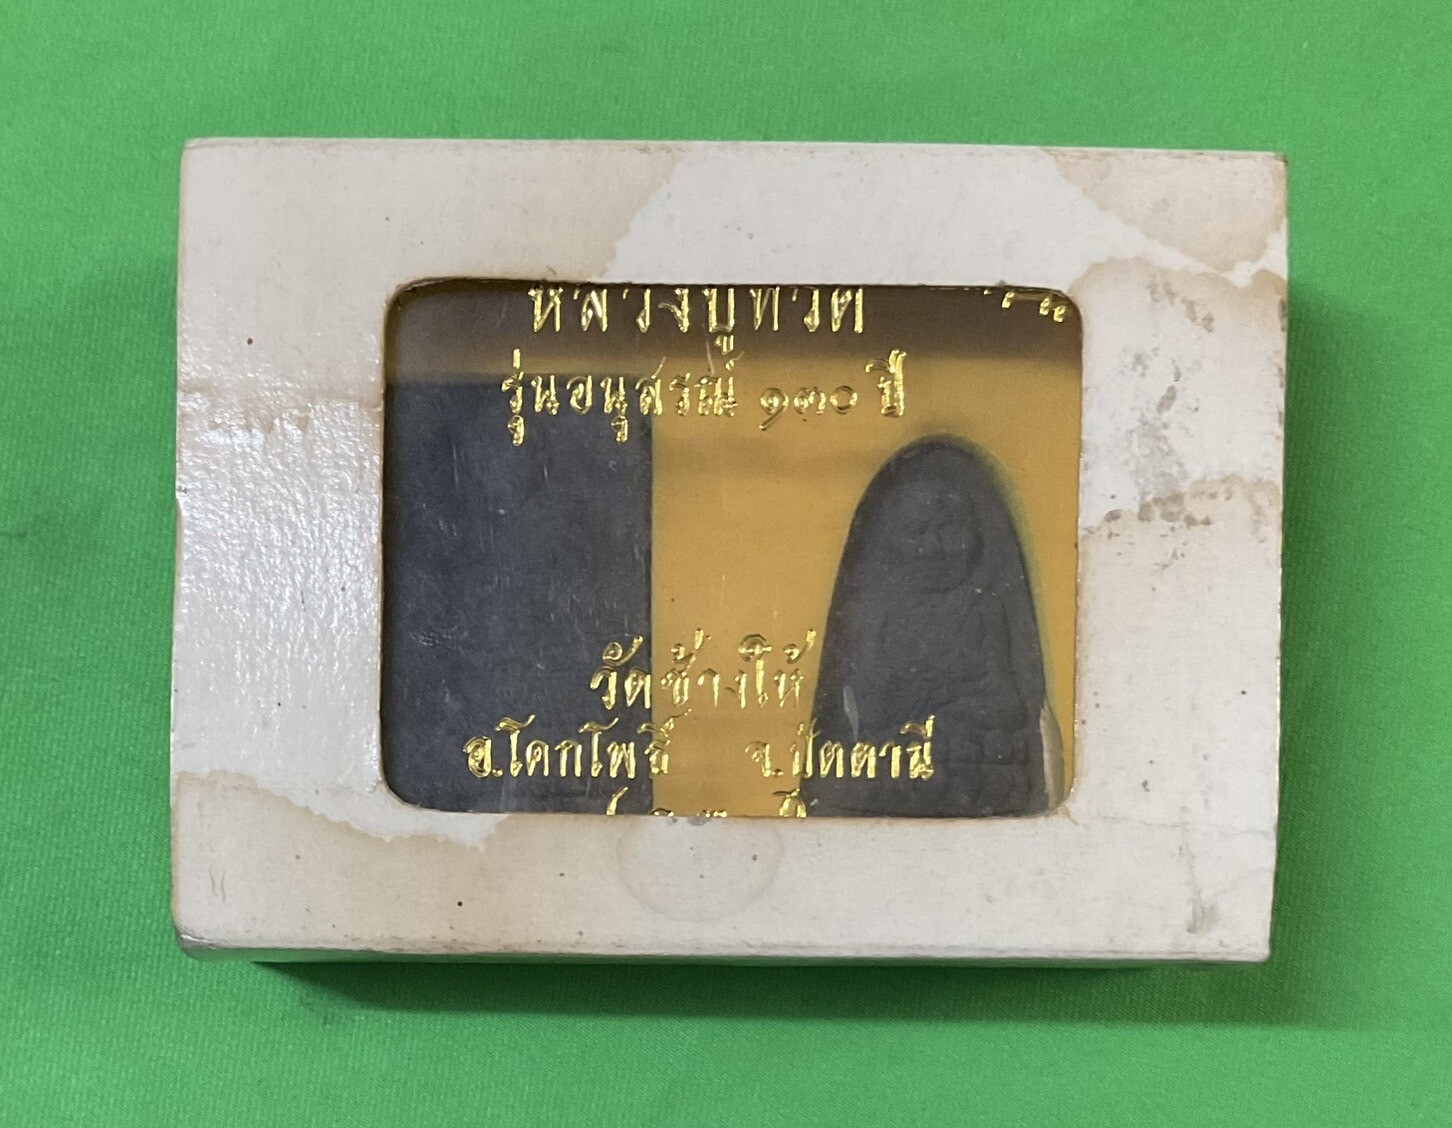 หลวงปู่ทวด
รุ่นอนุสรณ์ ๑๓๐ ปี
วัดช้างให้
อ.โคกโพธิ์ จ.ปัตตานี